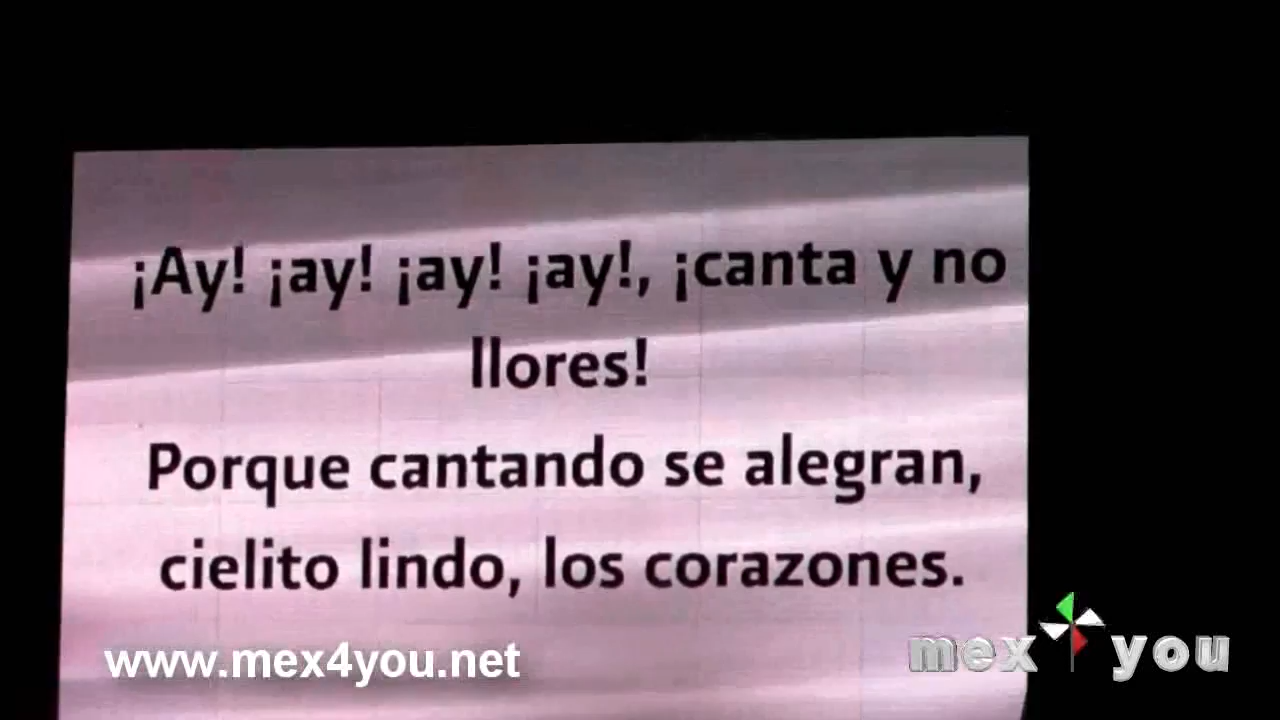 ¡Ay! ¡ay! ¡ay! ¡ay!, ¡canta y no
llores!
Porque cantando se alegran,
cielito lindo, los corazones.
www.mex4you.net
mex you